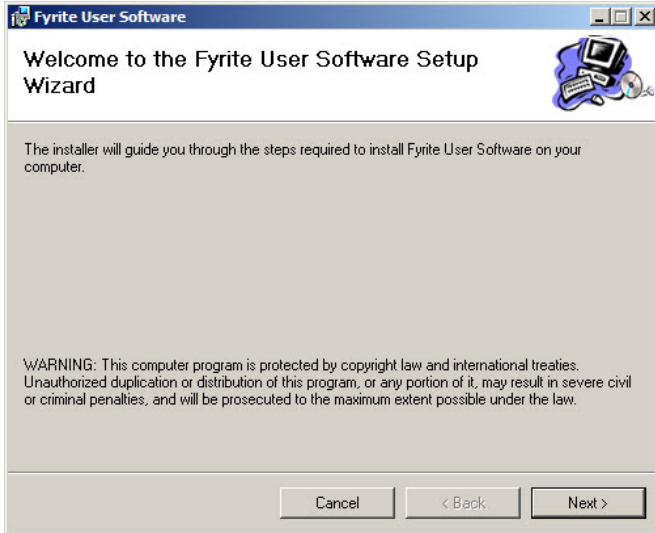 Fyrite User Software
Welcome to the Fyrite User Software Setup
Wizard
The installer will guide you through the steps required to install Fyrite User Software on your
computer.
WARNING: This computer program is protected by copyright law and international treaties.
Unauthorized duplication or distribution of this program, or any portion of it, may result in severe civil
or criminal penalties, and will be prosecuted to the maximum extent possible under the law.
Cancel
< Back
Next >